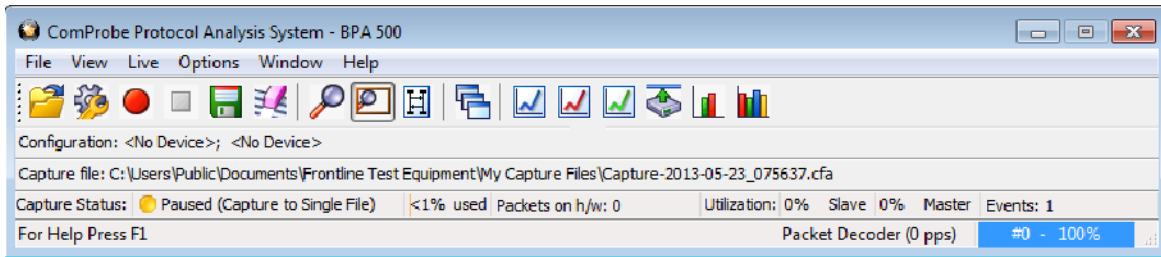 ComProbe Protocol Analysis System - BPA 500
File View Live Options Window Help
Configuration: <No Device>; <No Device>
Capture file: C:\Users\Public\Documents\Frontline Test Equipment\My Capture Files\Capture-2013-05-23_075637.cfa
Capture Status: Paused (Capture to Single File) <1% used Packets on h/w: 0 Utilization: 0% Slave 0% Master Events: 1
For Help Press F1 Packet Decoder (0 pps) #0 - 100%